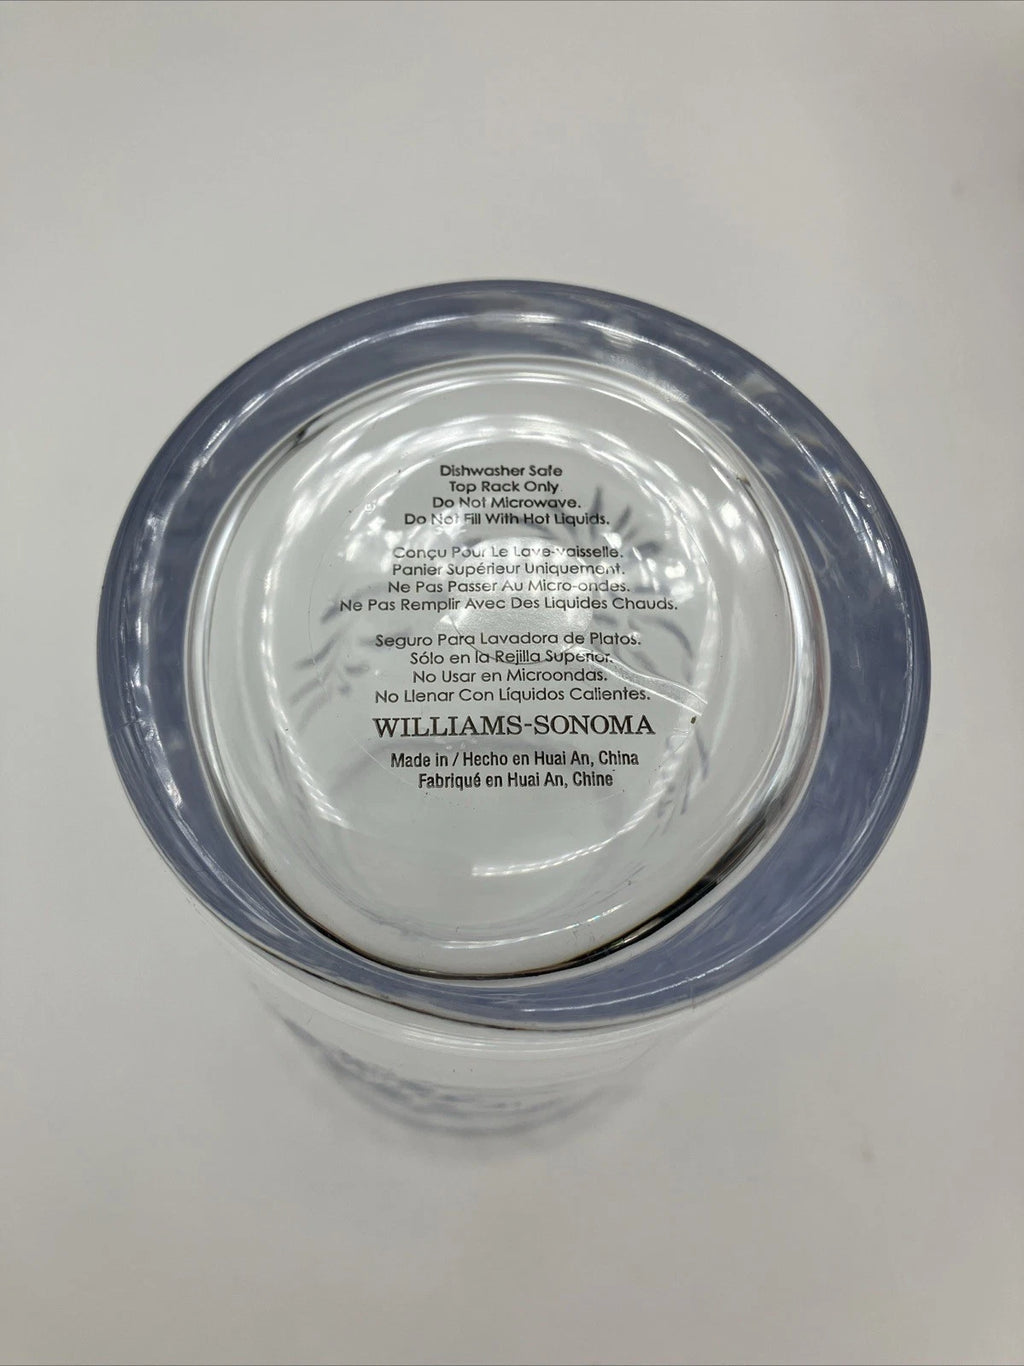 Dishwasher Safe
Top Rack Only.
Do Not Microwave.
Do Not Fill With Hot Liquids.
Conçu Pour Le Lave-vaisselle.
Panier Supérieur Uniquement.
Ne Pas Passer Au Micro-ondes.
Ne Pas Remplir Avec Des Liquides Chauds.
Seguro Para Lavadora de Platos.
Sólo en la Rejilla Superior.
No Usar en Microondas.
No Llenar Con Líquidos Calientes.
WILLIAMS-SONOMA
Made in / Hecho en Huai An, China
Fabriqué en Huai An, Chine